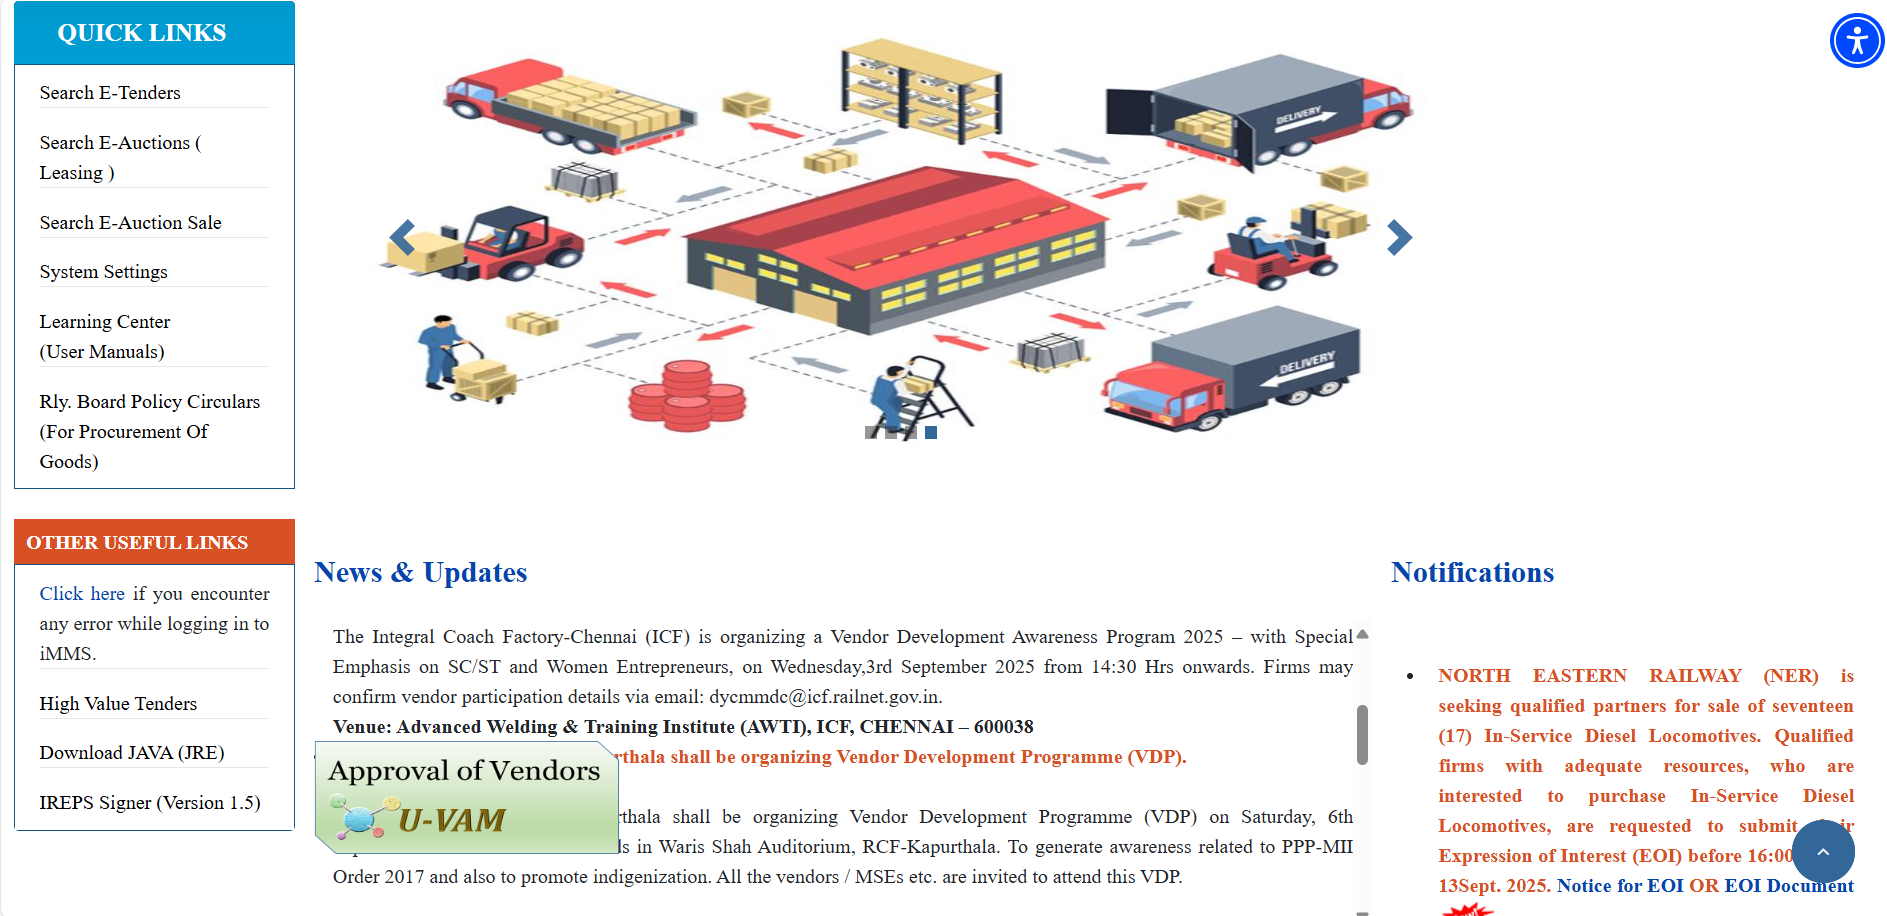 QUICK LINKS
Search E-Tenders
Search E-Auctions (
Leasing )
Search E-Auction Sale
System Settings
Learning Center
(User Manuals)
Rly. Board Policy Circulars
(For Procurement Of
Goods)
OTHER USEFUL LINKS
Click here if you encounter
any error while logging in to
iMMS.
High Value Tenders
Download JAVA (JRE)
IREPS Signer (Version 1.5)
DELIVERY
DELIVERY
News & Updates
The Integral Coach Factory-Chennai (ICF) is organizing a Vendor Development Awareness Program 2025 – with Special
Emphasis on SC/ST and Women Entrepreneurs, on Wednesday,3rd September 2025 from 14:30 Hrs onwards. Firms may
confirm vendor participation details via email: dycmmdc@icf.railnet.gov.in.
Venue: Advanced Welding & Training Institute (AWTI), ICF, CHENNAI – 600038
shall be organizing Vendor Development Programme (VDP).
shall be organizing Vendor Development Programme (VDP) on Saturday, 6th
in Waris Shah Auditorium, RCF-Kapurthala. To generate awareness related to PPP-MII
Order 2017 and also to promote indigenization. All the vendors / MSEs etc. are invited to attend this VDP.
Approval of Vendors
U-VAM
Notifications
NORTH EASTERN RAILWAY (NER) is
seeking qualified partners for sale of seventeen
(17) In-Service Diesel Locomotives. Qualified
firms with adequate resources, who are
interested to purchase In-Service Diesel
Locomotives, are requested to submit
Expression of Interest (EOI) before 16:00
13Sept. 2025. Notice for EOI OR EOI Document